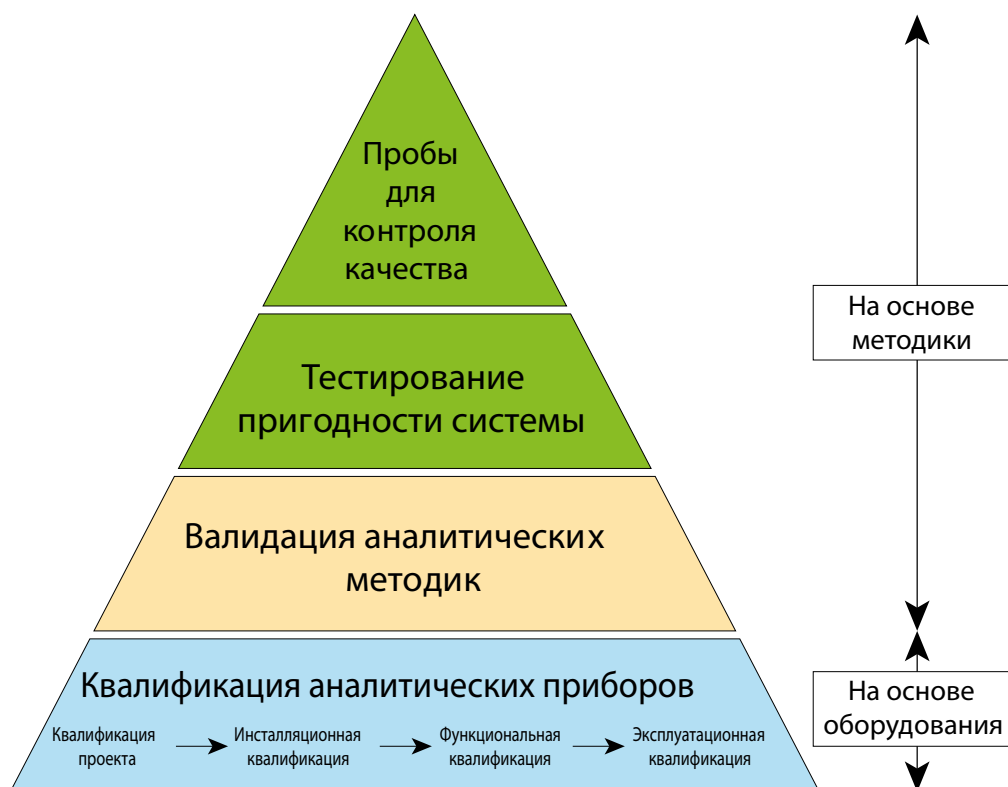 Пробы
для
контроля
качества
На основе
методики
Тестирование
пригодности системы
Валидация аналитических
методик
Квалификация аналитических приборов
На основе
оборудования
Квалификация
проекта
Инсталляционная
квалификация
Функциональная
квалификация
Эксплуатационная
квалификация